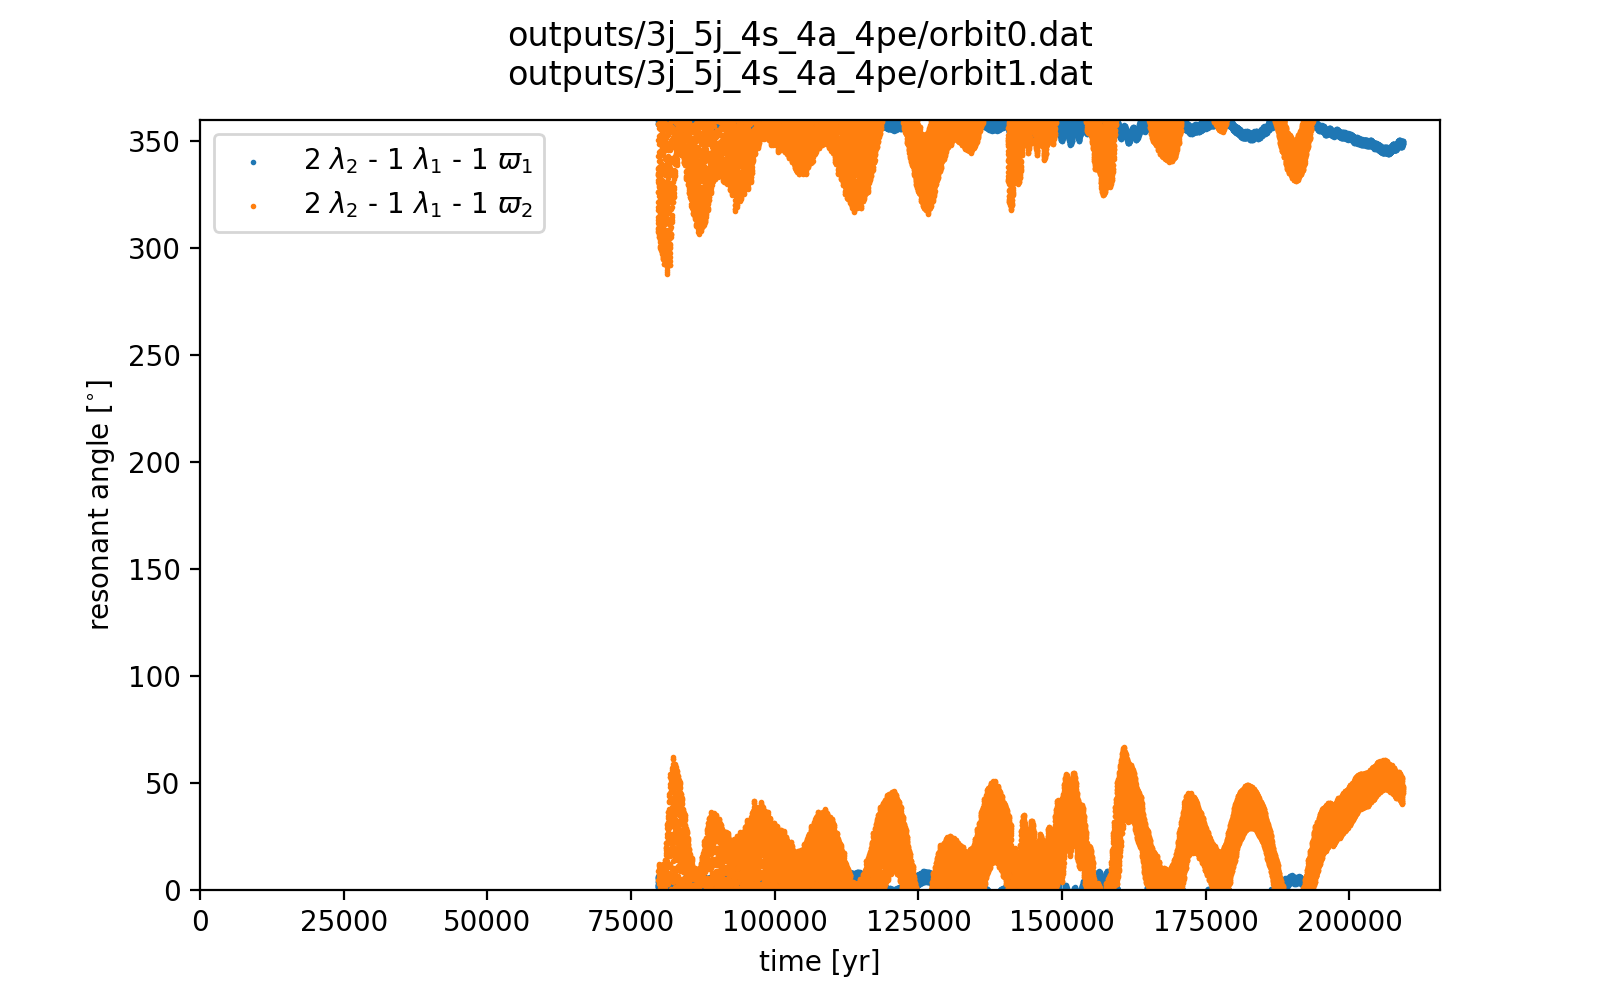 outputs/3j_5j_4s_4a_4pe/orbit0.dat
outputs/3j_5j_4s_4a_4pe/orbit1.dat
2 λ₂ - 1 λ₁ - 1 ϖ₁
2 λ₂ - 1 λ₁ - 1 ϖ₂
resonant angle [°]
350
300
250
200
150
100
50
0
0 25000 50000 75000 100000 125000 150000 175000 200000
time [yr]